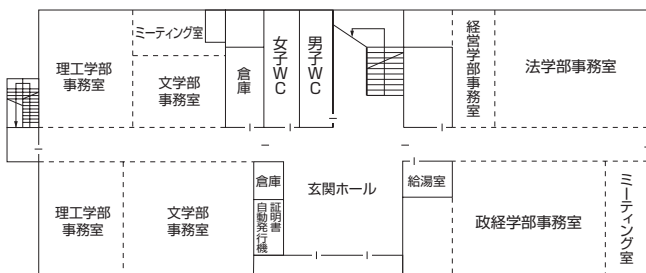 ミーティング室
理工学部
事務室
文学部
事務室
倉庫
女子WC
男子WC
経営学部事務室
法学部事務室
理工学部
事務室
文学部
事務室
倉庫
証明書
自動発行機
玄関ホール
給湯室
政経学部事務室
ミーティング室